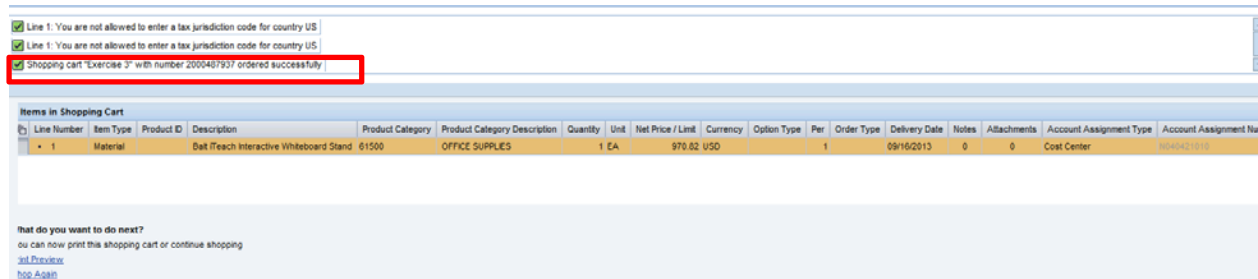 Line 1: You are not allowed to enter a tax jurisdiction code for country US
Line 1: You are not allowed to enter a tax jurisdiction code for country US
Shopping cart "Exercise 3" with number 2000487937 ordered successfully
Items in Shopping Cart
Line Number Item Type Product ID Description Product Category Product Category Description Quantity Unit Net Price / Limit Currency Option Type Per Order Type Delivery Date Notes Attachments Account Assignment Type Account Assignment Nu
• 1 Material Balt iTeach Interactive Whiteboard Stand 61500 OFFICE SUPPLIES 1 EA 970.82 USD 1 09/16/2013 0 0 Cost Center N040421010
hat do you want to do next?
ou can now print this shopping cart or continue shopping
int Preview
hop Again